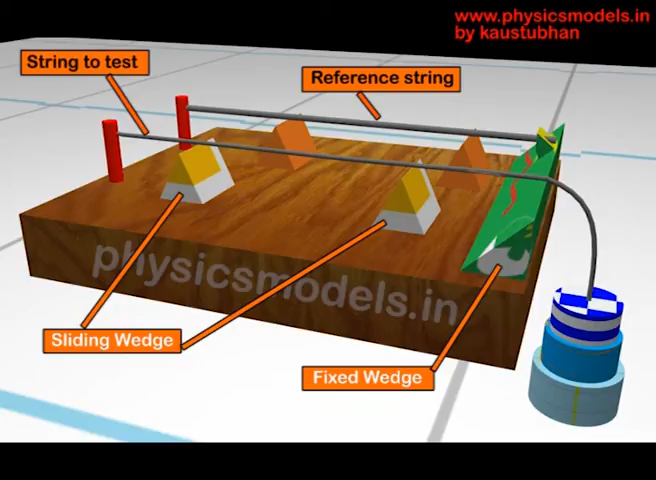 www.physicsmodels.in
by kaustubhan
String to test
Reference string
physicsmodels.in
Sliding Wedge
Fixed Wedge